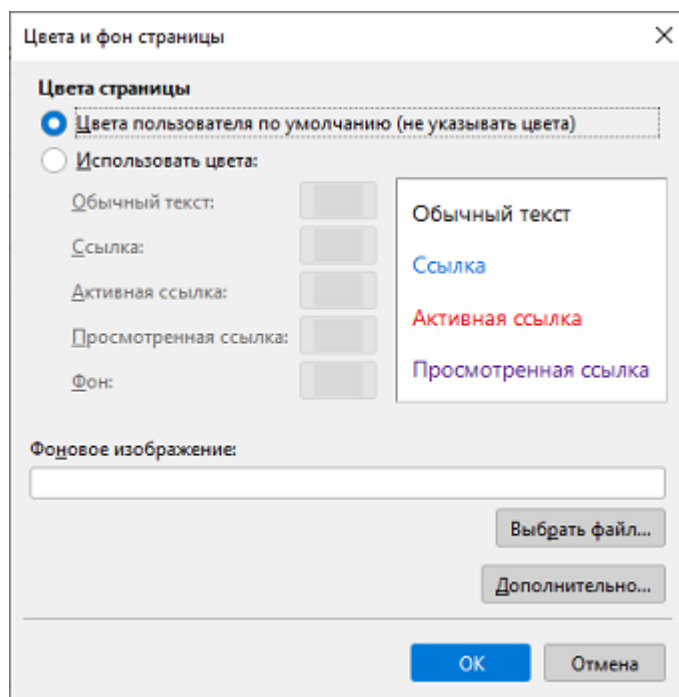 Цвета и фон страницы
Цвета страницы
Цвета пользователя по умолчанию (не указывать цвета)
Использовать цвета:
Обычный текст:
Ссылка:
Активная ссылка:
Просмотренная ссылка:
Фон:
Обычный текст
Ссылка
Активная ссылка
Просмотренная ссылка
Фоновое изображение:
Выбрать файл...
Дополнительно...
ОК
Отмена